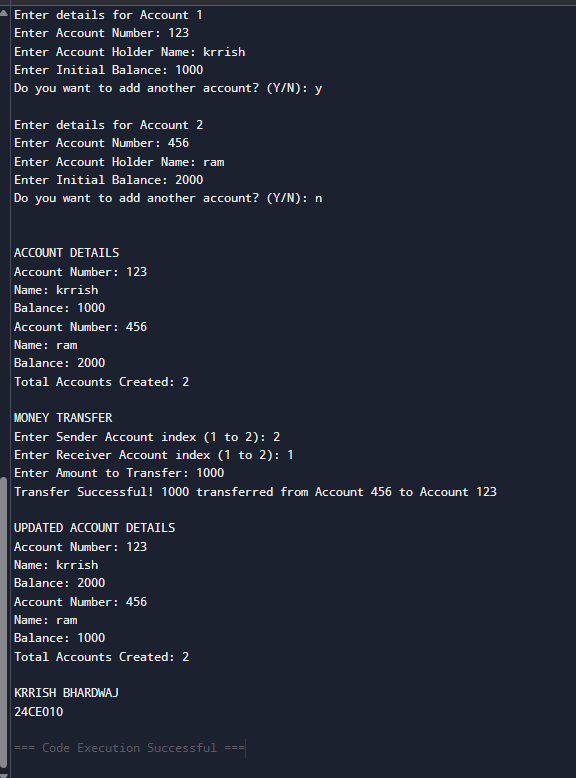 Enter details for Account 1
Enter Account Number: 123
Enter Account Holder Name: krrish
Enter Initial Balance: 1000
Do you want to add another account? (Y/N): y
Enter details for Account 2
Enter Account Number: 456
Enter Account Holder Name: ram
Enter Initial Balance: 2000
Do you want to add another account? (Y/N): n
ACCOUNT DETAILS
Account Number: 123
Name: krrish
Balance: 1000
Account Number: 456
Name: ram
Balance: 2000
Total Accounts Created: 2
MONEY TRANSFER
Enter Sender Account index (1 to 2): 2
Enter Receiver Account index (1 to 2): 1
Enter Amount to Transfer: 1000
Transfer Successful! 1000 transferred from Account 456 to Account 123
UPDATED ACCOUNT DETAILS
Account Number: 123
Name: krrish
Balance: 2000
Account Number: 456
Name: ram
Balance: 1000
Total Accounts Created: 2
KRRISH BHARDWAJ
24CE010
=== Code Execution Successful ===